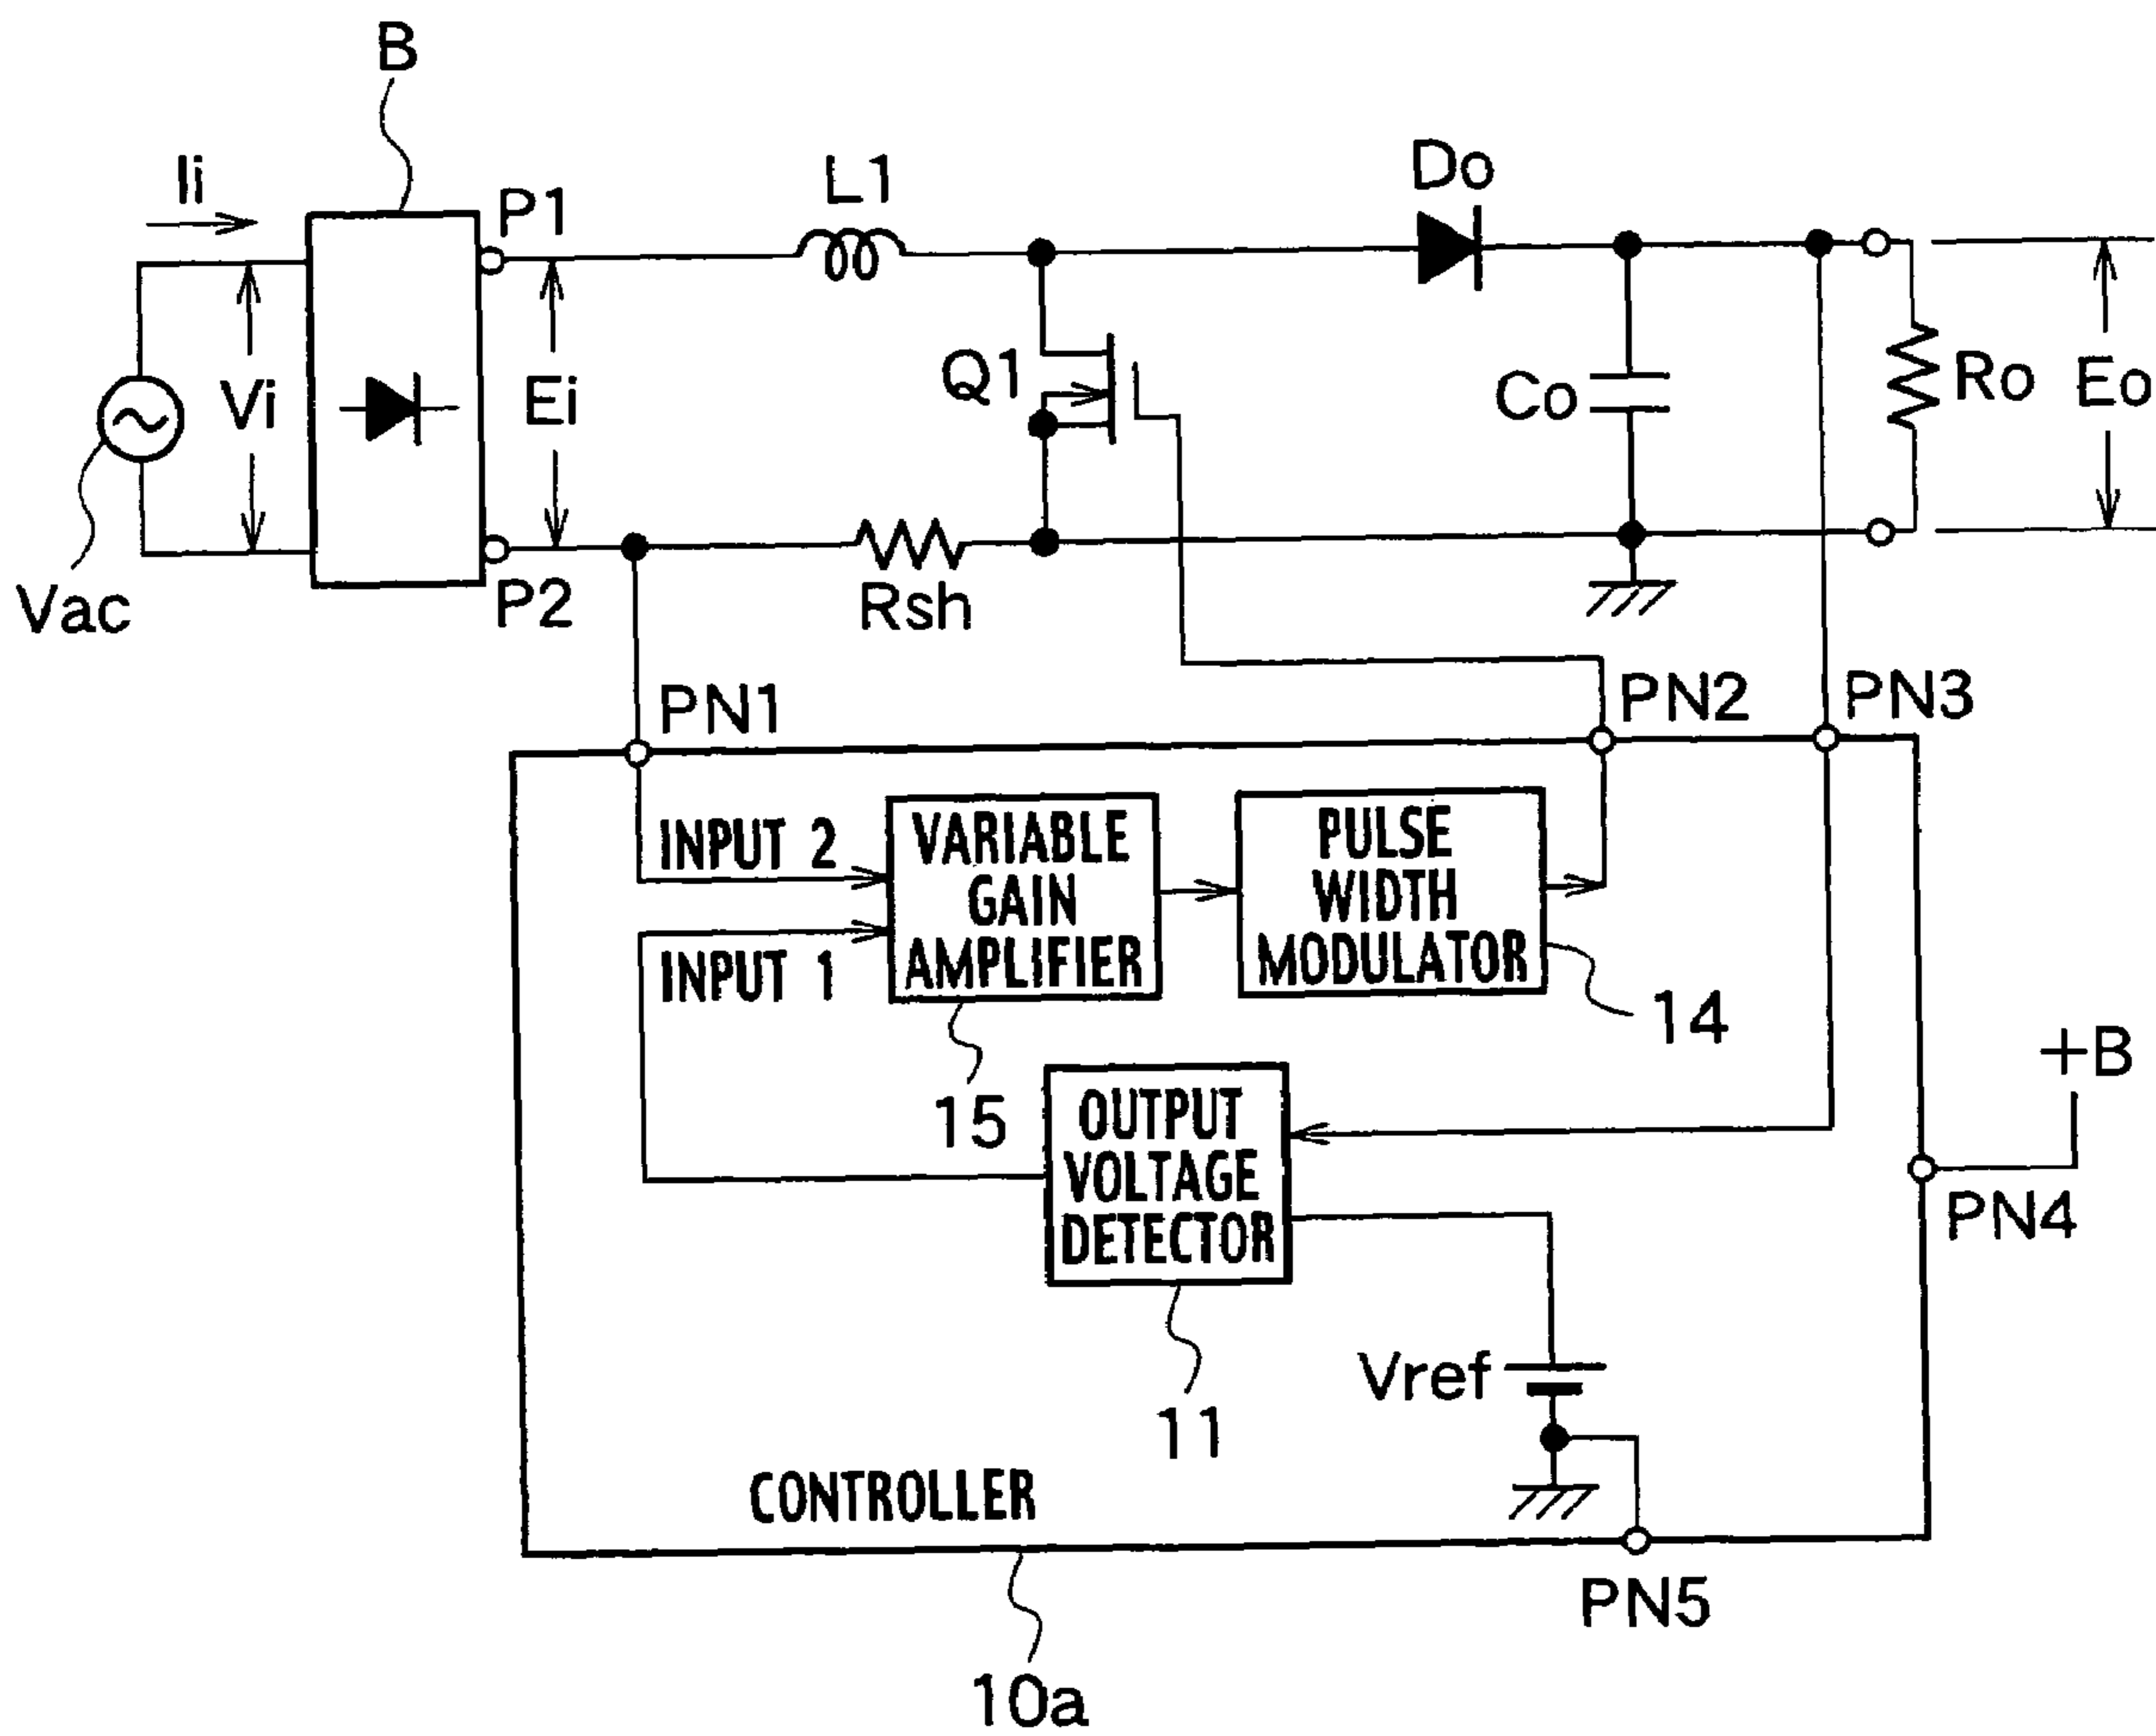 B
Ii
P1
L1
Do
Vi
Ei
Q1
Co
Ro
Eo
Vac
P2
Rsh
PN1
PN2
PN3
INPUT 2
VARIABLE
GAIN
AMPLIFIER
PULSE
WIDTH
MODULATOR
INPUT 1
14
15
+B
OUTPUT
VOLTAGE
DETECTOR
PN4
Vref
11
CONTROLLER
PN5
10a